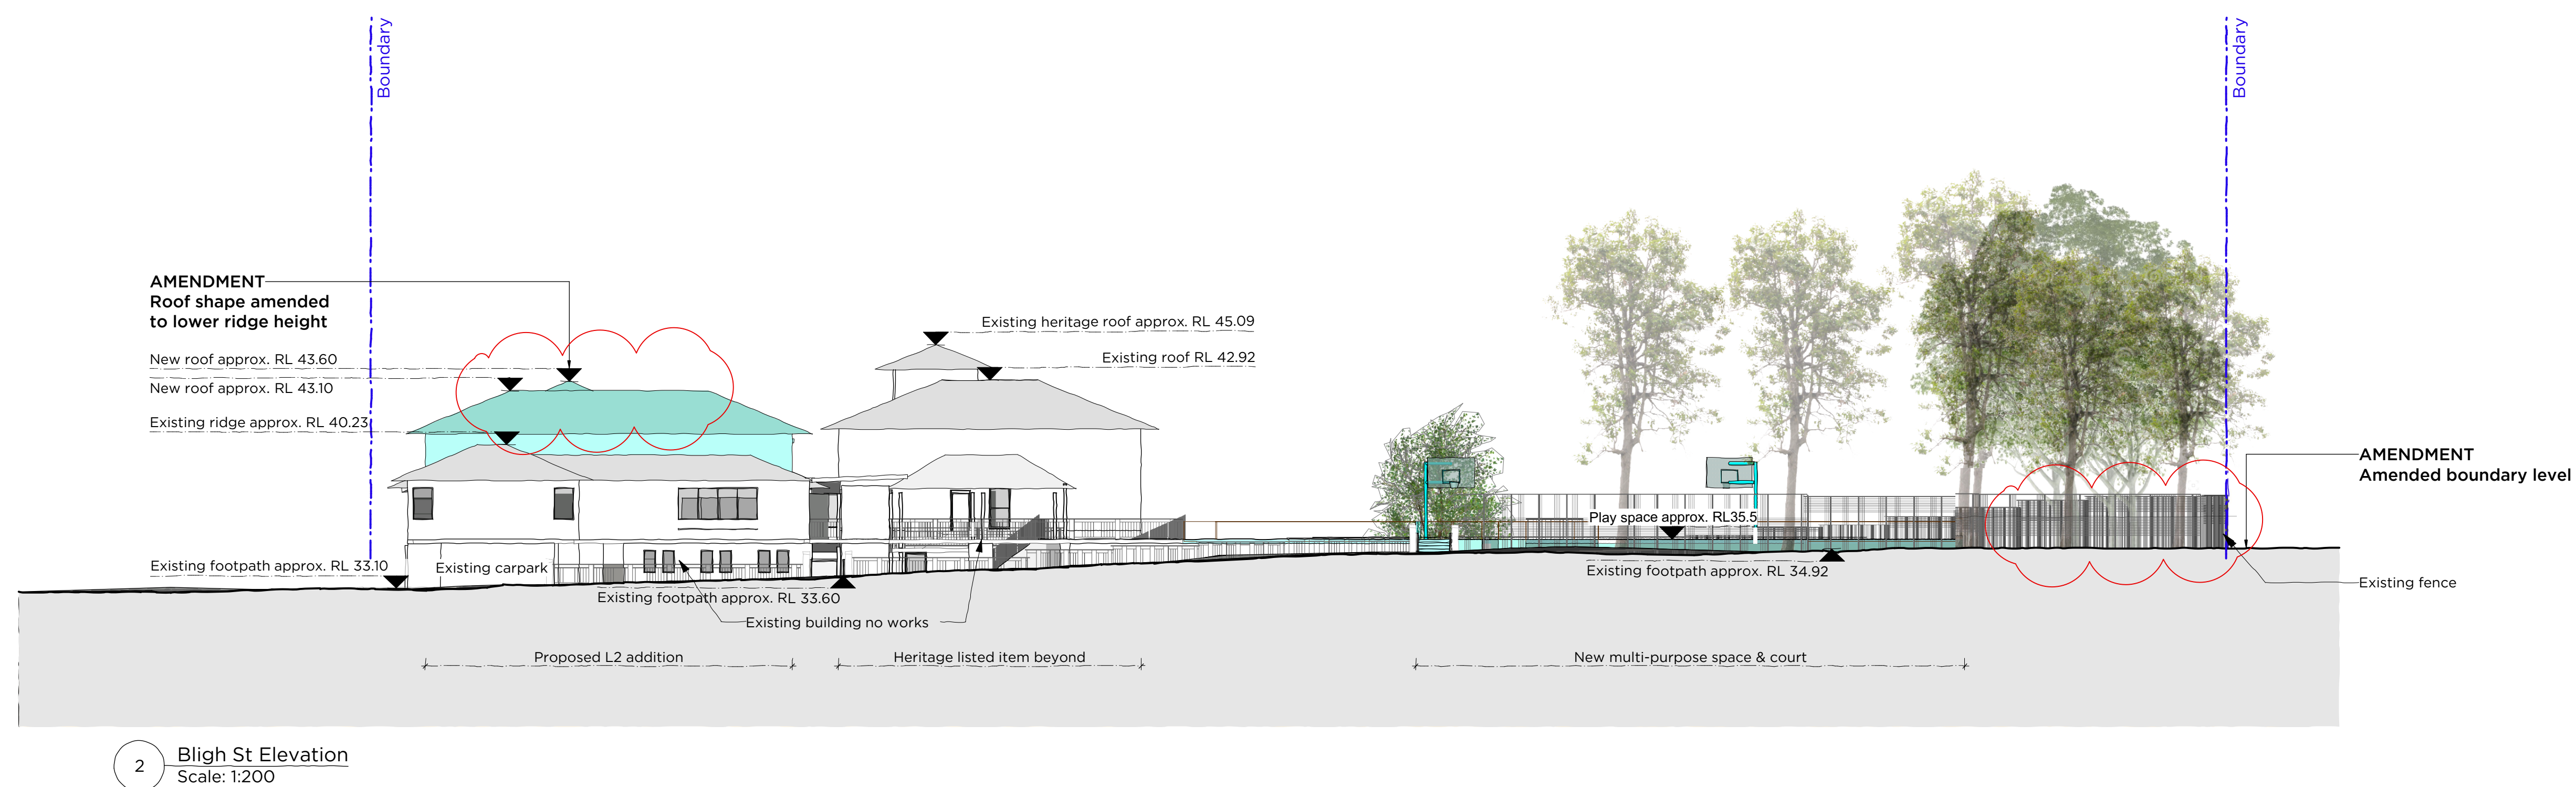 Boundary
Boundary
AMENDMENT
Roof shape amended
to lower ridge height
New roof approx. RL 43.60
New roof approx. RL 43.10
Existing ridge approx. RL 40.23
Existing heritage roof approx. RL 45.09
Existing roof RL 42.92
AMENDMENT
Amended boundary level
Play space approx. RL35.5
Existing footpath approx. RL 33.10
Existing carpark
Existing footpath approx. RL 34.92
Existing fence
Existing footpath approx. RL 33.60
Existing building no works
Proposed L2 addition
Heritage listed item beyond
New multi-purpose space & court
2
Bligh St Elevation
Scale: 1:200